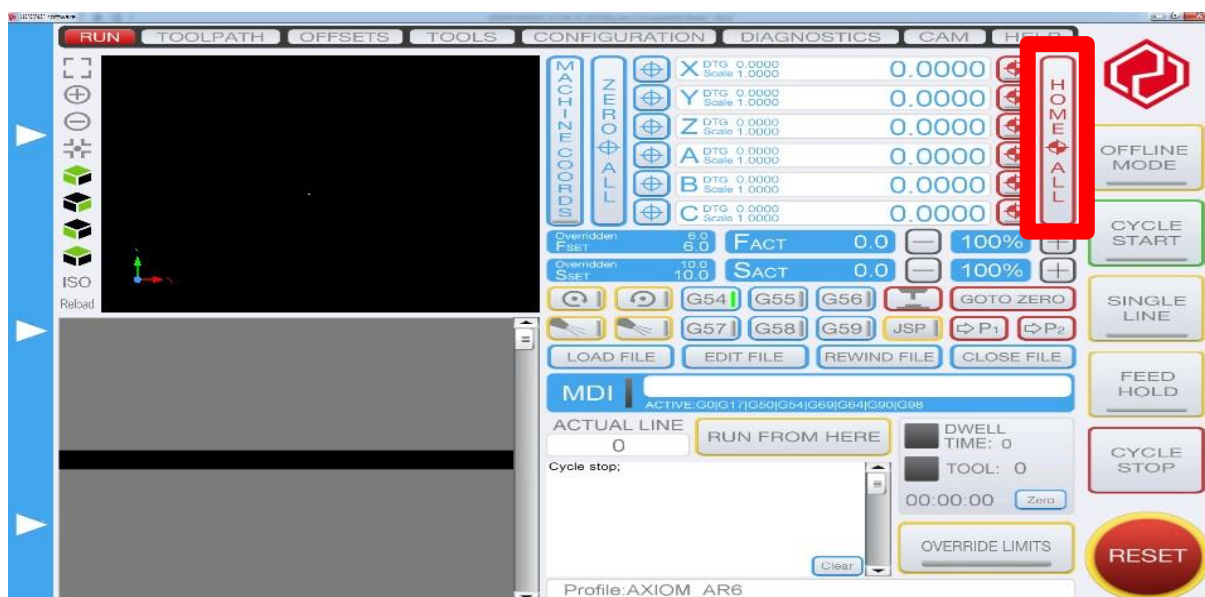 UCCNC software
RUN TOOLPATH OFFSETS TOOLS CONFIGURATION DIAGNOSTICS CAM HELP
MACHINE COORDS
ZERO ALL
X DTG 0.0000 Scale 1.0000 0.0000
Y DTG 0.0000 Scale 1.0000 0.0000
Z DTG 0.0000 Scale 1.0000 0.0000
A DTG 0.0000 Scale 1.0000 0.0000
B DTG 0.0000 Scale 1.0000 0.0000
C DTG 0.0000 Scale 1.0000 0.0000
HOME ALL
Overridden 6.0
FSET 6.0 FACT 0.0 100%
Overridden 10.0
SSET 10.0 SACT 0.0 100%
ISO
Reload
G54 G55 G56 GOTO ZERO
G57 G58 G59 JSP P1 P2
LOAD FILE EDIT FILE REWIND FILE CLOSE FILE
MDI
ACTIVE:G0|G17|G50|G54|G69|G64|G90|G98
ACTUAL LINE
0
RUN FROM HERE
DWELL
TIME: 0
TOOL: 0
00:00:00 Zero
Cycle stop;
Clear
OVERRIDE LIMITS
Profile:AXIOM AR6
OFFLINE
MODE
CYCLE
START
SINGLE
LINE
FEED
HOLD
CYCLE
STOP
RESET